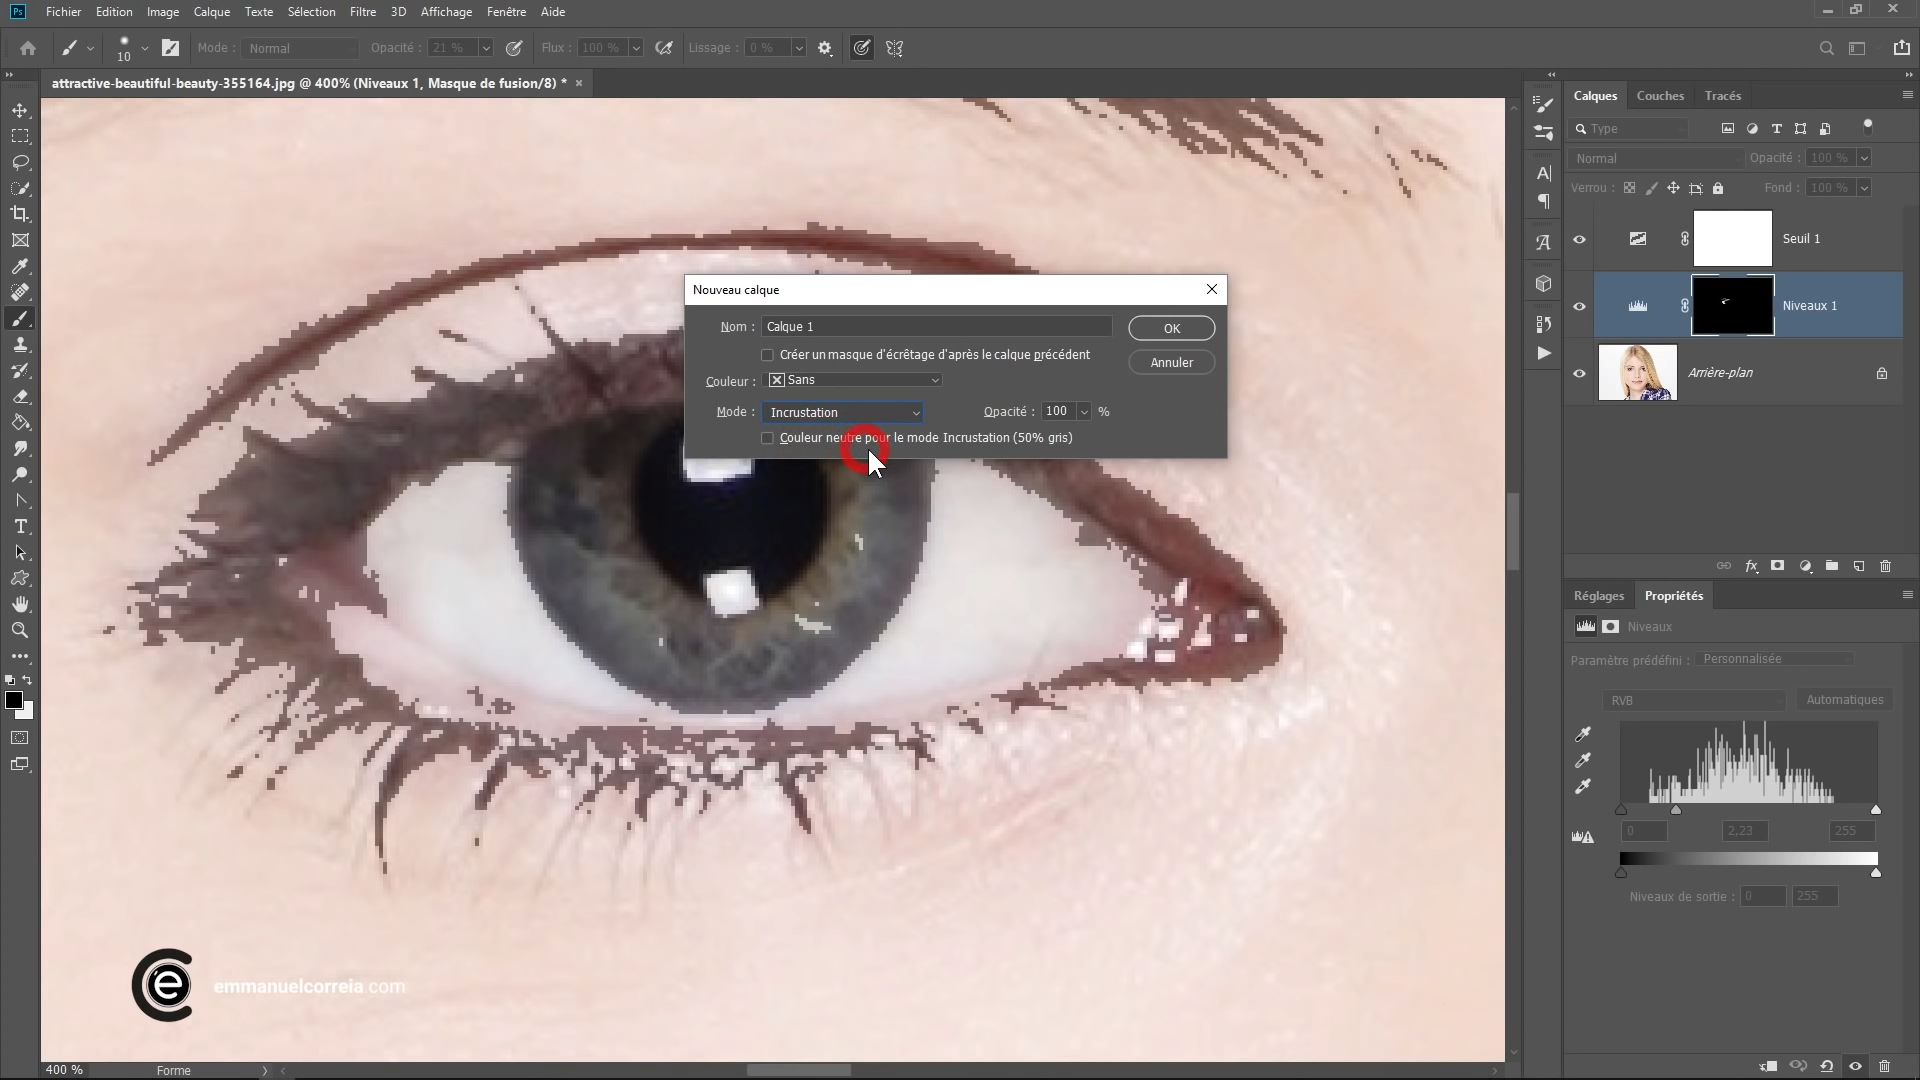 Ps Fichier Edition Image Calque Texte Sélection Filtre 3D Affichage Fenêtre Aide
10 Mode : Normal Opacité : 21 % Flux : 100 % Lissage : 0 %
attractive-beautiful-beauty-355164.jpg @ 400% (Niveaux 1, Masque de fusion/8) * ×
Calques Couches Tracés
Type
Normal Opacité : 100 %
Verrou : Fond : 100 %
Seuil 1
Niveaux 1
Arrière-plan
Nouveau calque
Nom : Calque 1 OK
Créer un masque d'écrêtage d'après le calque précédent
Annuler
Couleur : Sans
Mode : Incrustation Opacité : 100 %
Couleur neutre pour le mode Incrustation (50% gris)
Réglages Propriétés
Niveaux
Paramètre prédéfini : Personnalisée
RVB Automatiques
0 2,23 255
Niveaux de sortie : 0 255
emmanuelcorreia.com
400 % Forme